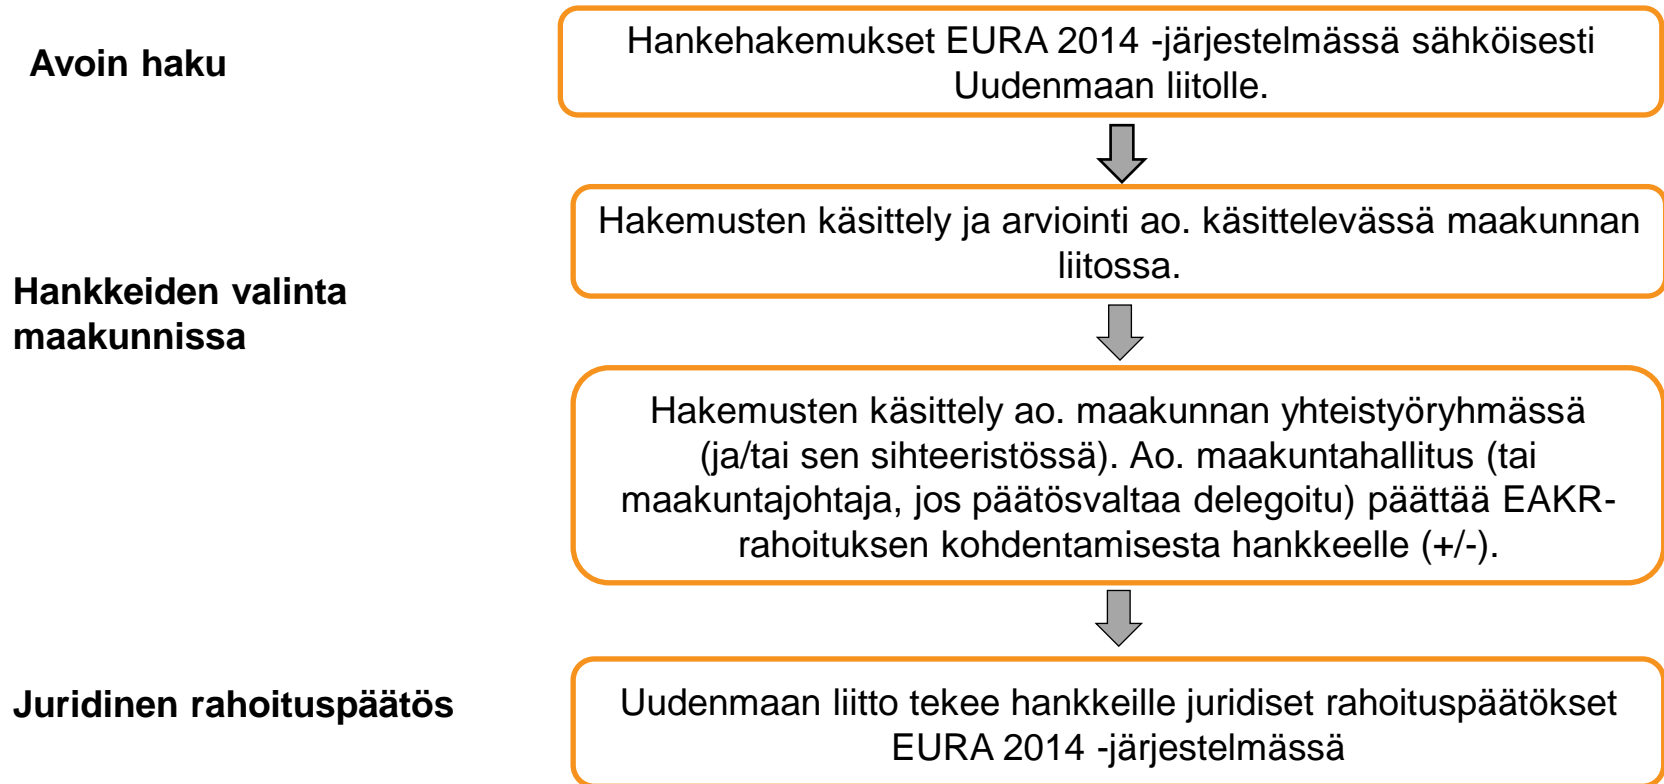 Avoin haku
Hankehakemukset EURA 2014 -järjestelmässä sähköisesti
Uudenmaan liitolle.
Hankkeiden valinta
maakunnissa
Hakemusten käsittely ja arviointi ao. käsittelevässä maakunnan
liitossa.
Hakemusten käsittely ao. maakunnan yhteistyöryhmässä
(ja/tai sen sihteeristössä). Ao. maakuntahallitus (tai
maakuntajohtaja, jos päätösvaltaa delegoitu) päättää EAKR-
rahoituksen kohdentamisesta hankkeelle (+/-).
Juridinen rahoituspäätös
Uudenmaan liitto tekee hankkeille juridiset rahoituspäätökset
EURA 2014 -järjestelmässä